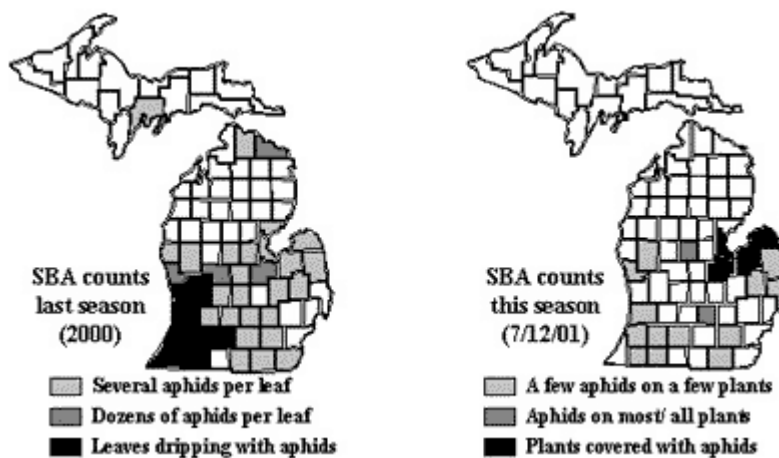 SBA counts
last season
(2000)
Several aphids per leaf
Dozens of aphids per leaf
Leaves dripping with aphids
SBA counts
this season
(7/12/01)
A few aphids on a few plants
Aphids on most/ all plants
Plants covered with aphids